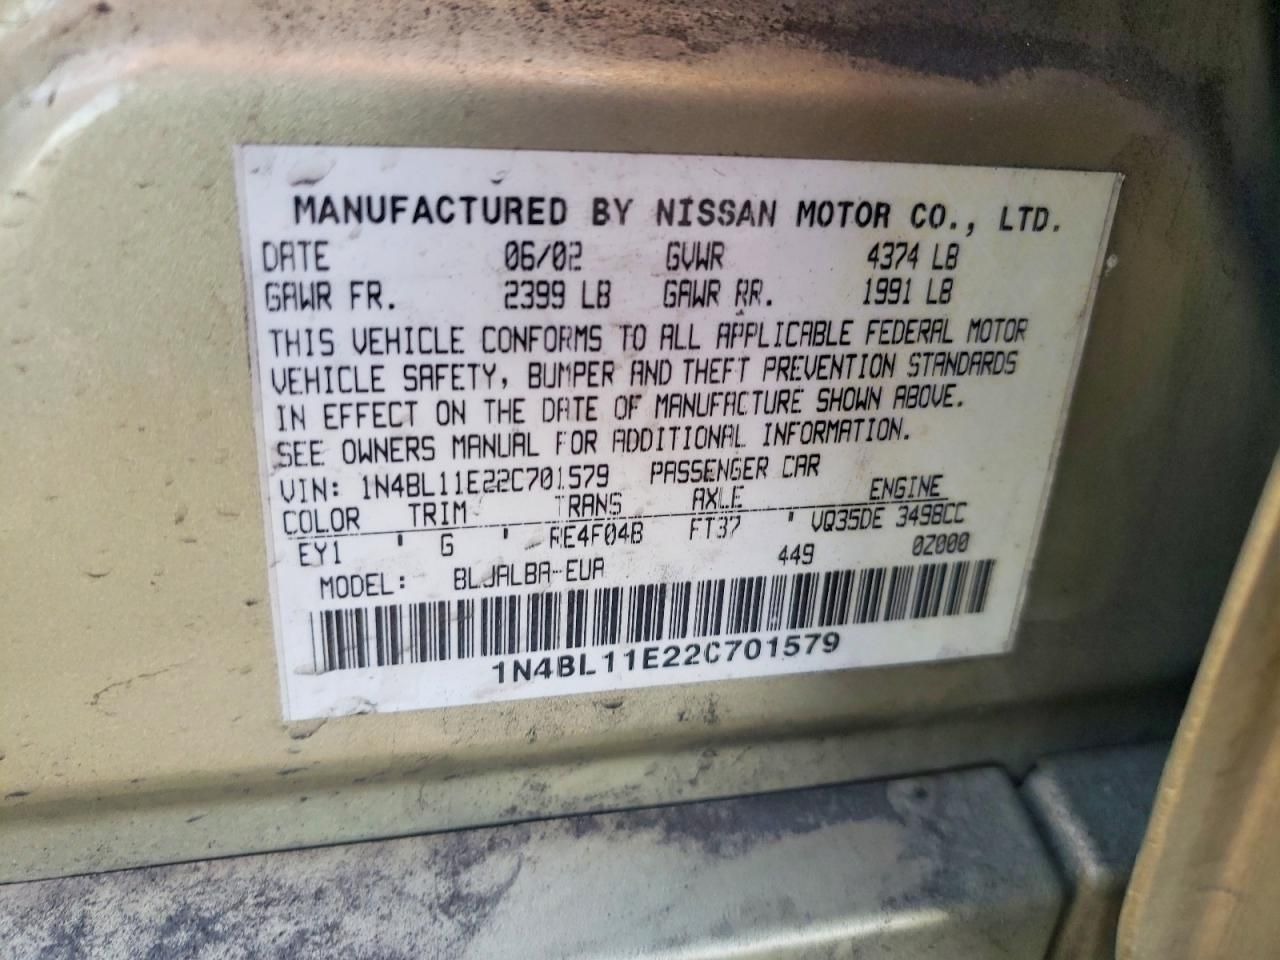 MANUFACTURED BY NISSAN MOTOR CO., LTD.
DATE 06/02 GVWR 4374 LB
GAWR FR. 2399 LB GAWR RR. 1991 LB
THIS VEHICLE CONFORMS TO ALL APPLICABLE FEDERAL MOTOR
VEHICLE SAFETY, BUMPER AND THEFT PREVENTION STANDARDS
IN EFFECT ON THE DATE OF MANUFACTURE SHOWN ABOVE.
SEE OWNERS MANUAL FOR ADDITIONAL INFORMATION.
VIN: 1N4BL11E22C701579 PASSENGER CAR
COLOR TRIM TRANS AXLE ENGINE
EY1 ' G ' RE4F04B FT37 ' VQ35DE 3498CC
MODEL: BLJALBA-EUA 449 0Z000
1N4BL11E22C701579